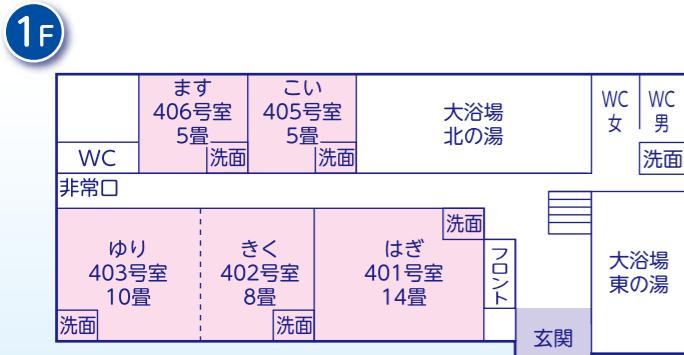 1F
ます
406号室
5畳
洗面
こい
405号室
5畳
洗面
大浴場
北の湯
WC
女
WC
男
洗面
WC
非常口
ゆり
403号室
10畳
洗面
きく
402号室
8畳
洗面
はぎ
401号室
14畳
洗面
フロント
玄関
大浴場
東の湯